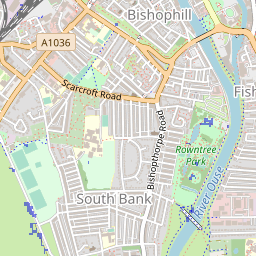 Bishophill
A1036
Scarcroft Road
Fish
Bishopthorpe Road
Rowntree
Park
River Ouse
South Bank